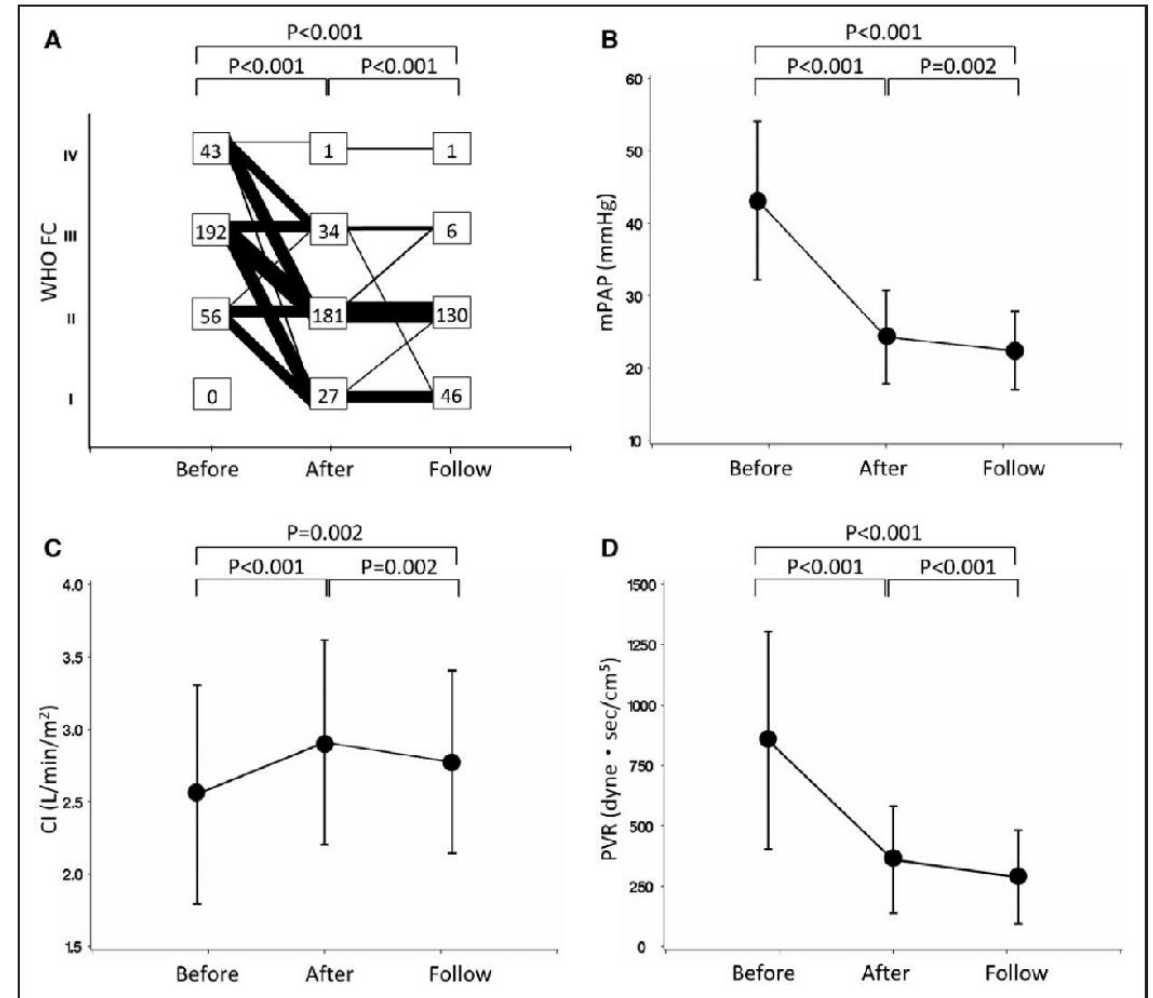 A
P<0.001
P<0.001 P<0.001
WHO FC
IV 43 1 1
III 192 34 6
II 56 181 130
I 0 27 46
Before After Follow
B
P<0.001
P<0.001 P=0.002
mPAP (mmHg)
60
50
40
30
20
10
Before After Follow
C
P=0.002
P<0.001 P=0.002
CI (L/min/m²)
4.0
3.5
3.0
2.5
2.0
1.5
Before After Follow
D
P<0.001
P<0.001 P<0.001
PVR (dyne・sec/cm⁵)
1500
1250
1000
750
500
250
0
Before After Follow